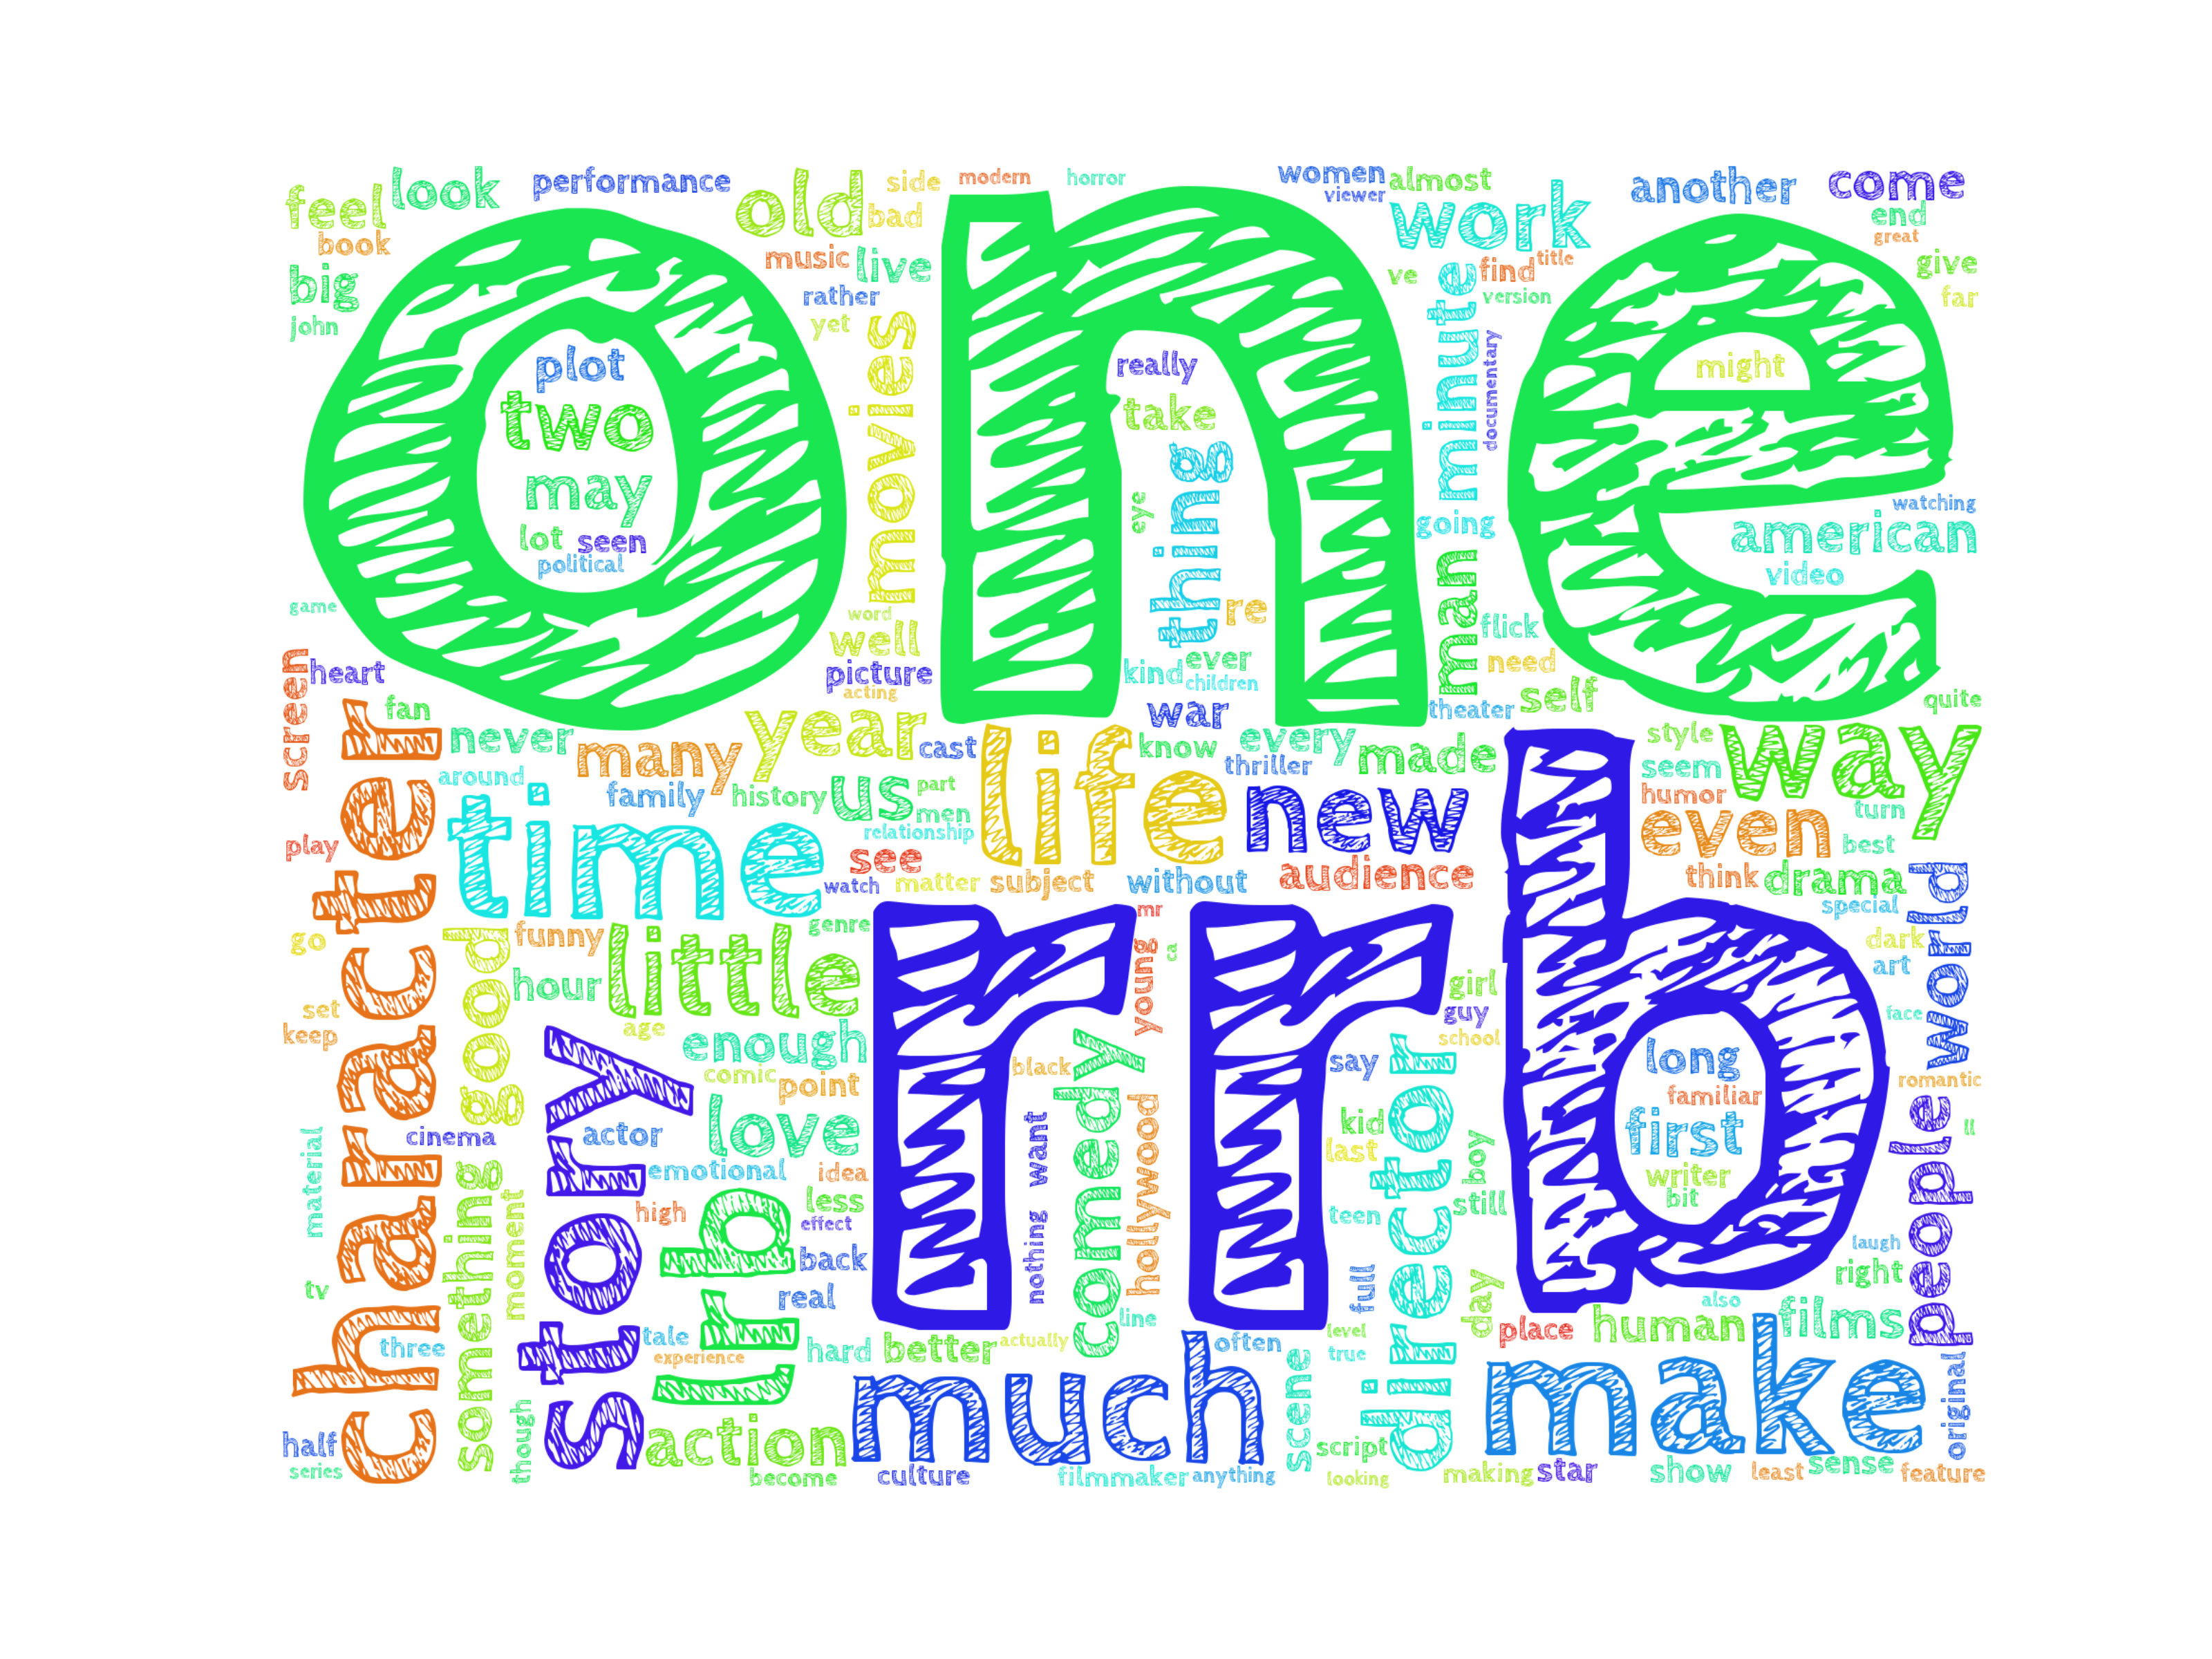 one
rrb
feel
look
performance
old
side
modern
horror
women
viewer
almost
work
another
come
end
great
book
bad
big
music
live
ve
find
title
give
john
rather
version
far
yet
movies
minute
documentary
plot
two
may
lot
seen
political
really
take
thing
eye
re
might
going
man
watching
american
video
game
word
well
flick
screen
heart
picture
acting
kind
ever
children
need
theater
self
quite
character
fan
never
many
year
cast
life
war
know
every
thriller
made
style
seem
way
around
family
history
us
part
men
relationship
new
humor
even
turn
best
play
time
see
watch
matter
subject
without
audience
think
drama
special
world
go
good
funny
hour
little
genre
mr
young
ca
girl
guy
school
dark
art
face
set
keep
age
enough
comic
point
black
say
long
familiar
first
writer
bit
romantic
material
cinema
story
actor
love
emotional
idea
want
nothing
comedy
hollywood
kid
last
director
boy
still
people
ll
something
moment
high
lrb
less
effect
back
real
teen
full
day
laugh
right
tv
three
tale
experience
hard
better
actually
line
often
level
true
place
human
also
films
half
series
though
action
become
much
culture
filmmaker
anything
scene
script
looking
making
star
make
show
least
sense
original
feature